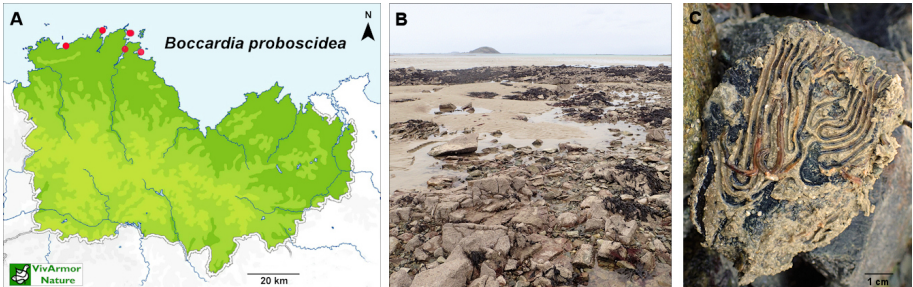 A
N
Boccardia proboscidea
VivArmor
Nature
20 km
B
C
1 cm